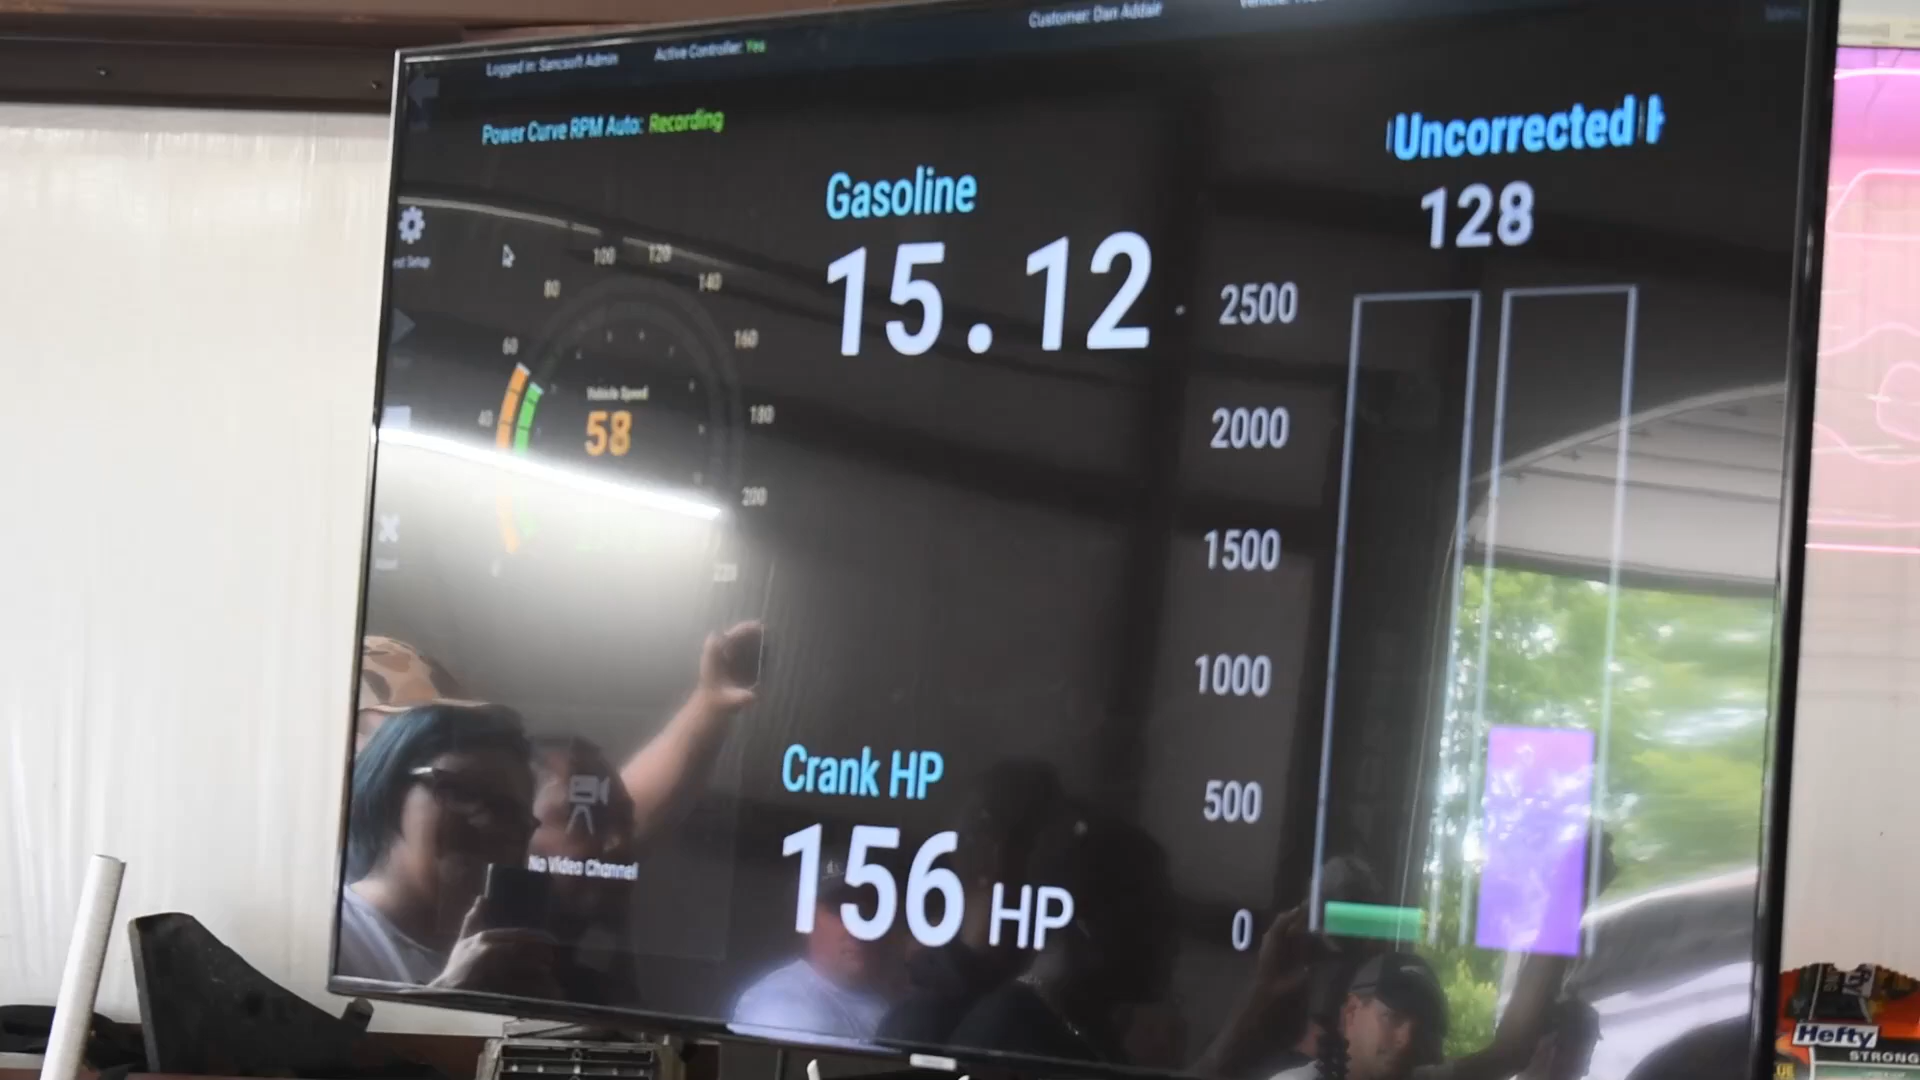 Logged in: Sancsoft Admin
Active Controller: Yes
Customer: Dan Addair
Power Curve RPM Auto: Recording
Uncorrected H
128
Gasoline
15.12
100
120
80
140
60
160
Vehicle Speed
58
40
180
200
220
2500
2000
1500
1000
500
0
No Video Channel
Crank HP
156 HP
Hefty
STRONG